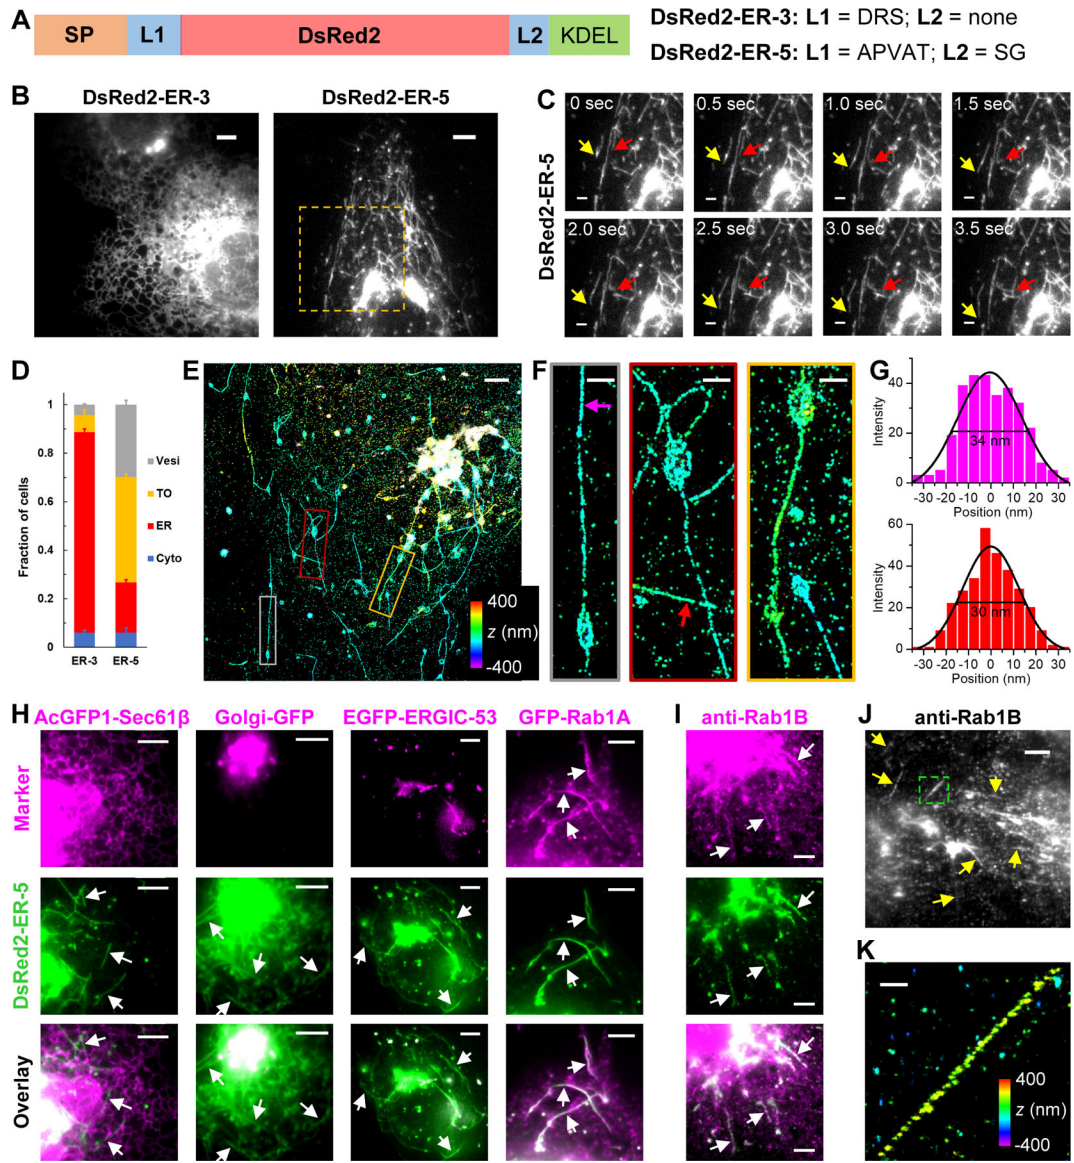 A
SP
L1
DsRed2
L2
KDEL
DsRed2-ER-3: L1 = DRS; L2 = none
DsRed2-ER-5: L1 = APVAT; L2 = SG
B
DsRed2-ER-3
DsRed2-ER-5
C
DsRed2-ER-5
0 sec
0.5 sec
1.0 sec
1.5 sec
2.0 sec
2.5 sec
3.0 sec
3.5 sec
D
Fraction of cells
1
0.8
0.6
0.4
0.2
0
ER-3
ER-5
Vesi
TO
ER
Cyto
E
400
z (nm)
-400
F
G
Intensity
40
20
0
34 nm
-30 -20 -10 0 10 20 30
Position (nm)
Intensity
60
40
20
0
30 nm
-30 -20 -10 0 10 20 30
Position (nm)
H
AcGFP1-Sec61β
Golgi-GFP
EGFP-ERGIC-53
GFP-Rab1A
Marker
DsRed2-ER-5
Overlay
I
anti-Rab1B
J
anti-Rab1B
K
400
z (nm)
-400